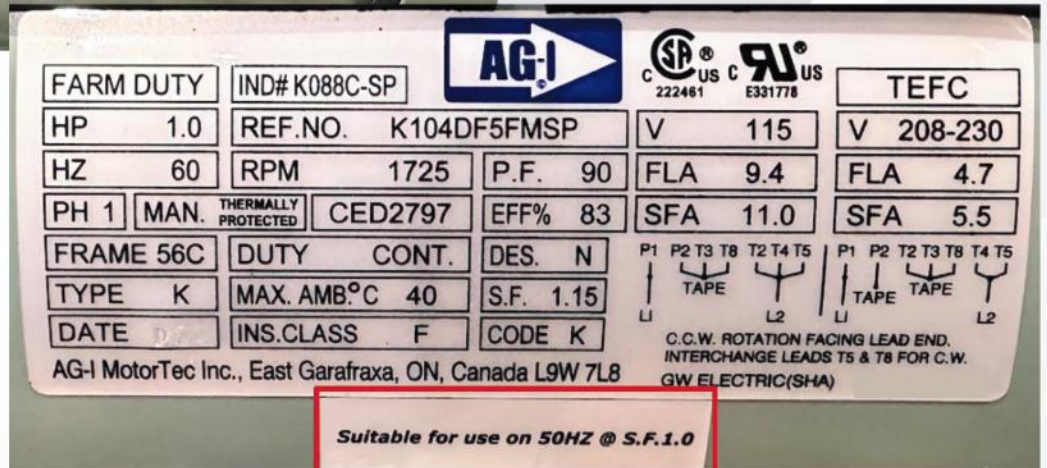 AG-I
CSA® C US 222461
C RU® US E331778
FARM DUTY IND# K088C-SP TEFC
HP 1.0 REF.NO. K104DF5FMSP V 115 V 208-230
HZ 60 RPM 1725 P.F. 90 FLA 9.4 FLA 4.7
PH 1 MAN. THERMALLY PROTECTED CED2797 EFF% 83 SFA 11.0 SFA 5.5
FRAME 56C DUTY CONT. DES. N P1 P2 T3 T8 T2 T4 T5 P1 P2 T2 T3 T8 T4 T5
TYPE K MAX. AMB.°C 40 S.F. 1.15 TAPE TAPE TAPE
L1 L2 L1 L2
DATE INS.CLASS F CODE K C.C.W. ROTATION FACING LEAD END.
INTERCHANGE LEADS T5 & T8 FOR C.W.
AG-I MotorTec Inc., East Garafraxa, ON, Canada L9W 7L8 GW ELECTRIC(SHA)
Suitable for use on 50HZ @ S.F.1.0